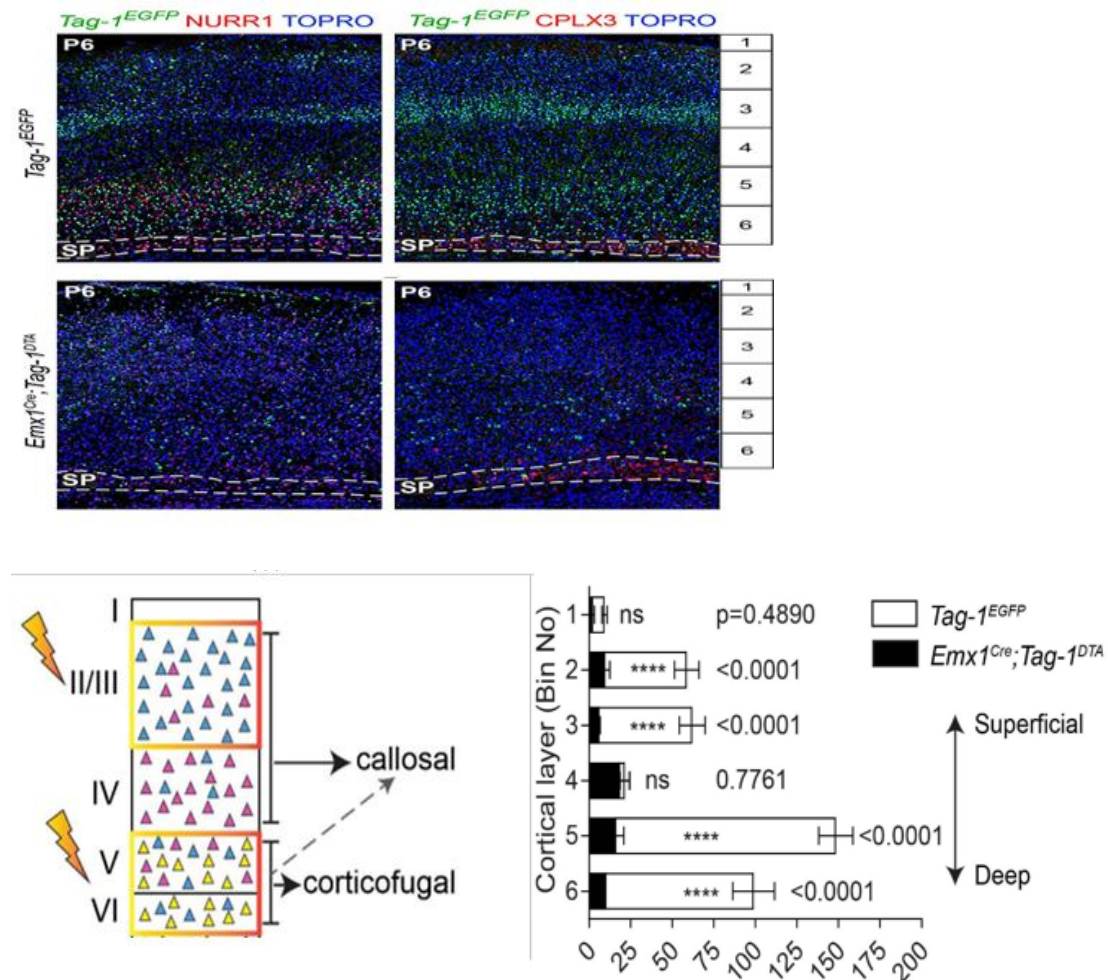 Tag-1EGFP NURR1 TOPRO
Tag-1EGFP CPLX3 TOPRO
P6
P6
Tag-1EGFP
SP
SP
1
2
3
4
5
6
P6
P6
Emx1Cre;Tag-1DTA
SP
SP
1
2
3
4
5
6
I
II/III
IV
V
VI
callosal
corticofugal
Cortical layer (Bin No)
1 ns p=0.4890
2 **** <0.0001
3 **** <0.0001
4 ns 0.7761
5 **** <0.0001
6 **** <0.0001
0 25 50 75 100 125 150 175 200
Tag-1EGFP
Emx1Cre;Tag-1DTA
Superficial
Deep